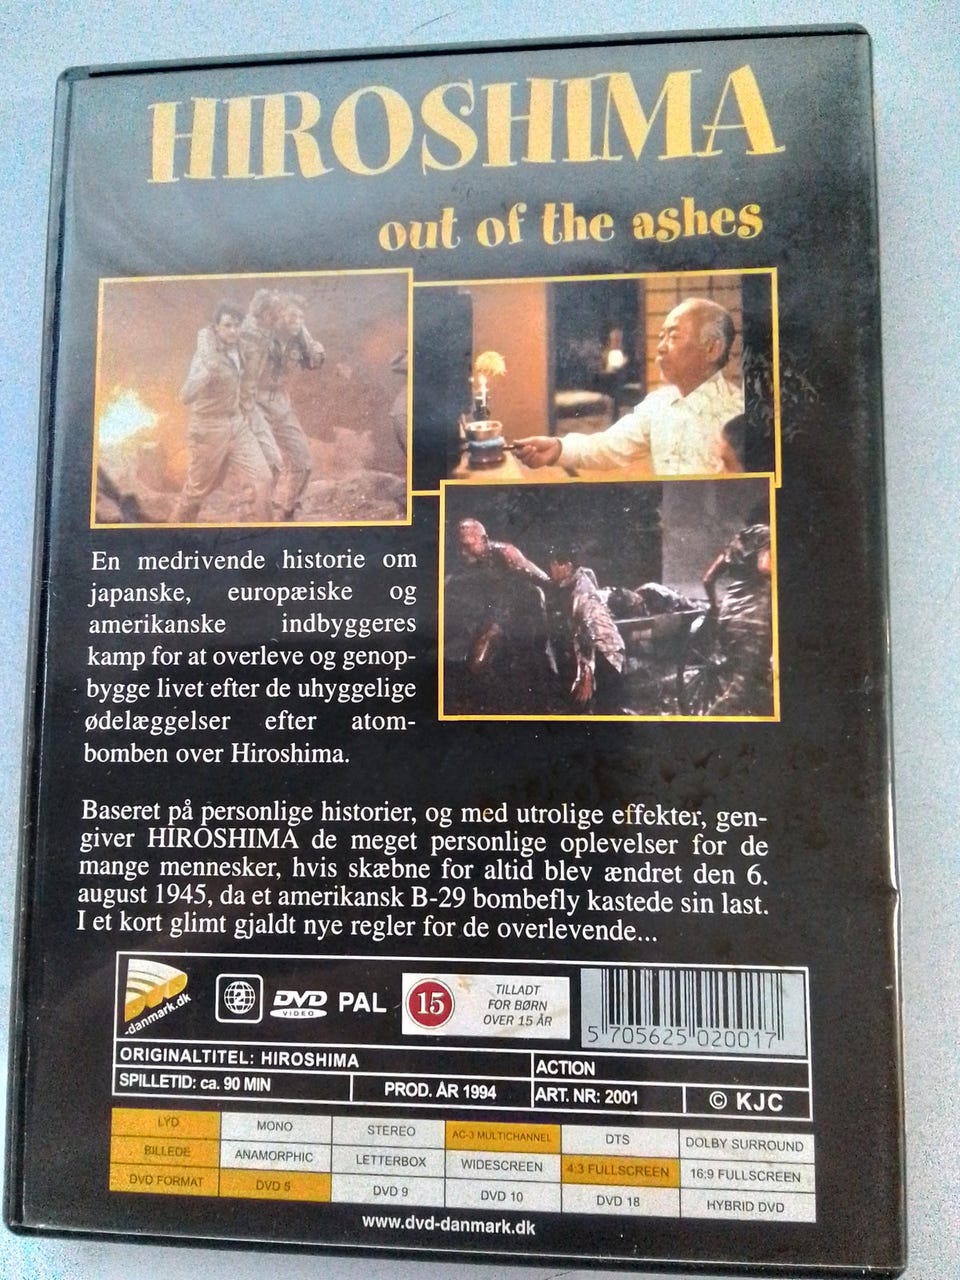 HIROSHIMA
out of the ashes
En medrivende historie om
japanske, europæiske og
amerikanske indbyggeres
kamp for at overleve og genop-
bygge livet efter de uhyggelige
ødelæggelser efter atom-
bomben over Hiroshima.
Baseret på personlige historier, og med utrolige effekter, gen-
giver HIROSHIMA de meget personlige oplevelser for de
mange mennesker, hvis skæbne for altid blev ændret den 6.
august 1945, da et amerikansk B-29 bombefly kastede sin last.
I et kort glimt gjaldt nye regler for de overlevende...
DVD
-danmark.dk
2
DVD
VIDEO
PAL
15
TILLADT
FOR BØRN
OVER 15 ÅR
5 705625 020017
ORIGINALTITEL: HIROSHIMA
ACTION
SPILLETID: ca. 90 MIN
PROD. ÅR 1994
ART. NR: 2001
© KJC
LYD MONO STEREO AC-3 MULTICHANNEL DTS DOLBY SURROUND
BILLEDE ANAMORPHIC LETTERBOX WIDESCREEN 4:3 FULLSCREEN 16:9 FULLSCREEN
DVD FORMAT DVD 5 DVD 9 DVD 10 DVD 18 HYBRID DVD
www.dvd-danmark.dk